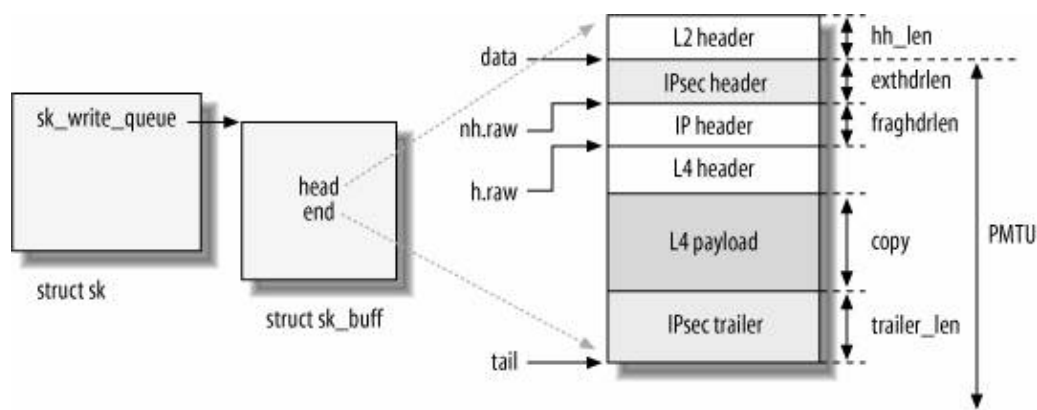 L2 header
hh_len
data
IPsec header
exthdrlen
sk_write_queue
nh.raw
IP header
fraghdrlen
head
end
h.raw
L4 header
L4 payload
copy
PMTU
struct sk
struct sk_buff
IPsec trailer
trailer_len
tail